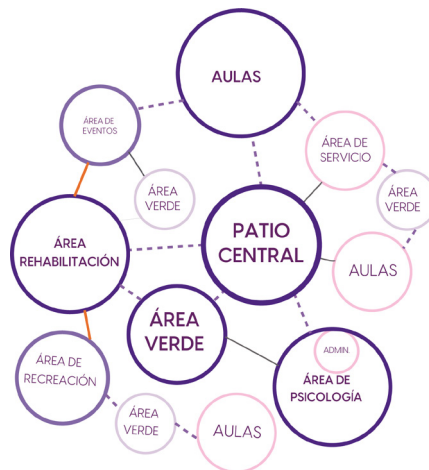 AULAS
ÁREA DE
EVENTOS
ÁREA DE
SERVICIO
ÁREA
VERDE
ÁREA
VERDE
ÁREA
REHABILITACIÓN
PATIO
CENTRAL
AULAS
ÁREA
VERDE
ADMIN.
ÁREA DE
PSICOLOGÍA
ÁREA DE
RECREACIÓN
ÁREA
VERDE
AULAS